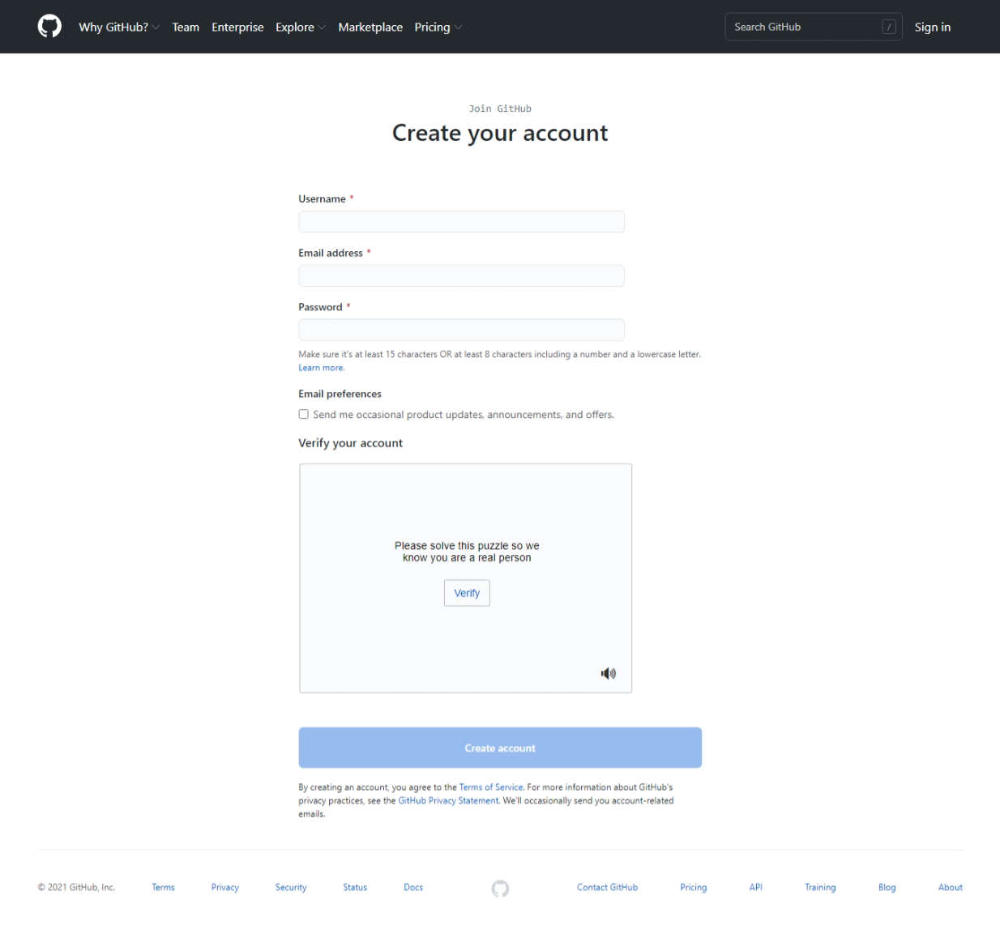 Why GitHub? Team Enterprise Explore Marketplace Pricing Search GitHub / Sign in
Join GitHub
Create your account
Username *
Email address *
Password *
Make sure it's at least 15 characters OR at least 8 characters including a number and a lowercase letter.
Learn more.
Email preferences
Send me occasional product updates, announcements, and offers.
Verify your account
Please solve this puzzle so we
know you are a real person
Verify
Create account
By creating an account, you agree to the Terms of Service. For more information about GitHub's
privacy practices, see the GitHub Privacy Statement. We'll occasionally send you account-related
emails.
© 2021 GitHub, Inc. Terms Privacy Security Status Docs Contact GitHub Pricing API Training Blog About